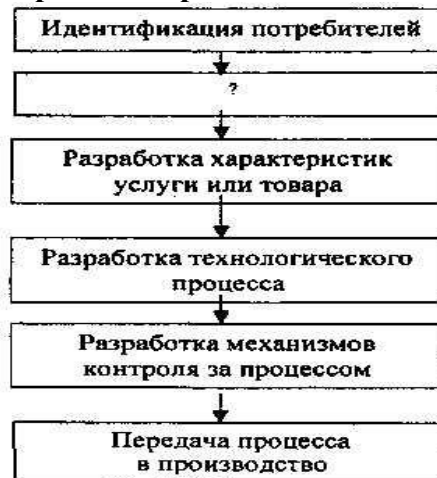 Идентификация потребителей
?
Разработка характеристик
услуги или товара
Разработка технологического
процесса
Разработка механизмов
контроля за процессом
Передача процесса
в производство